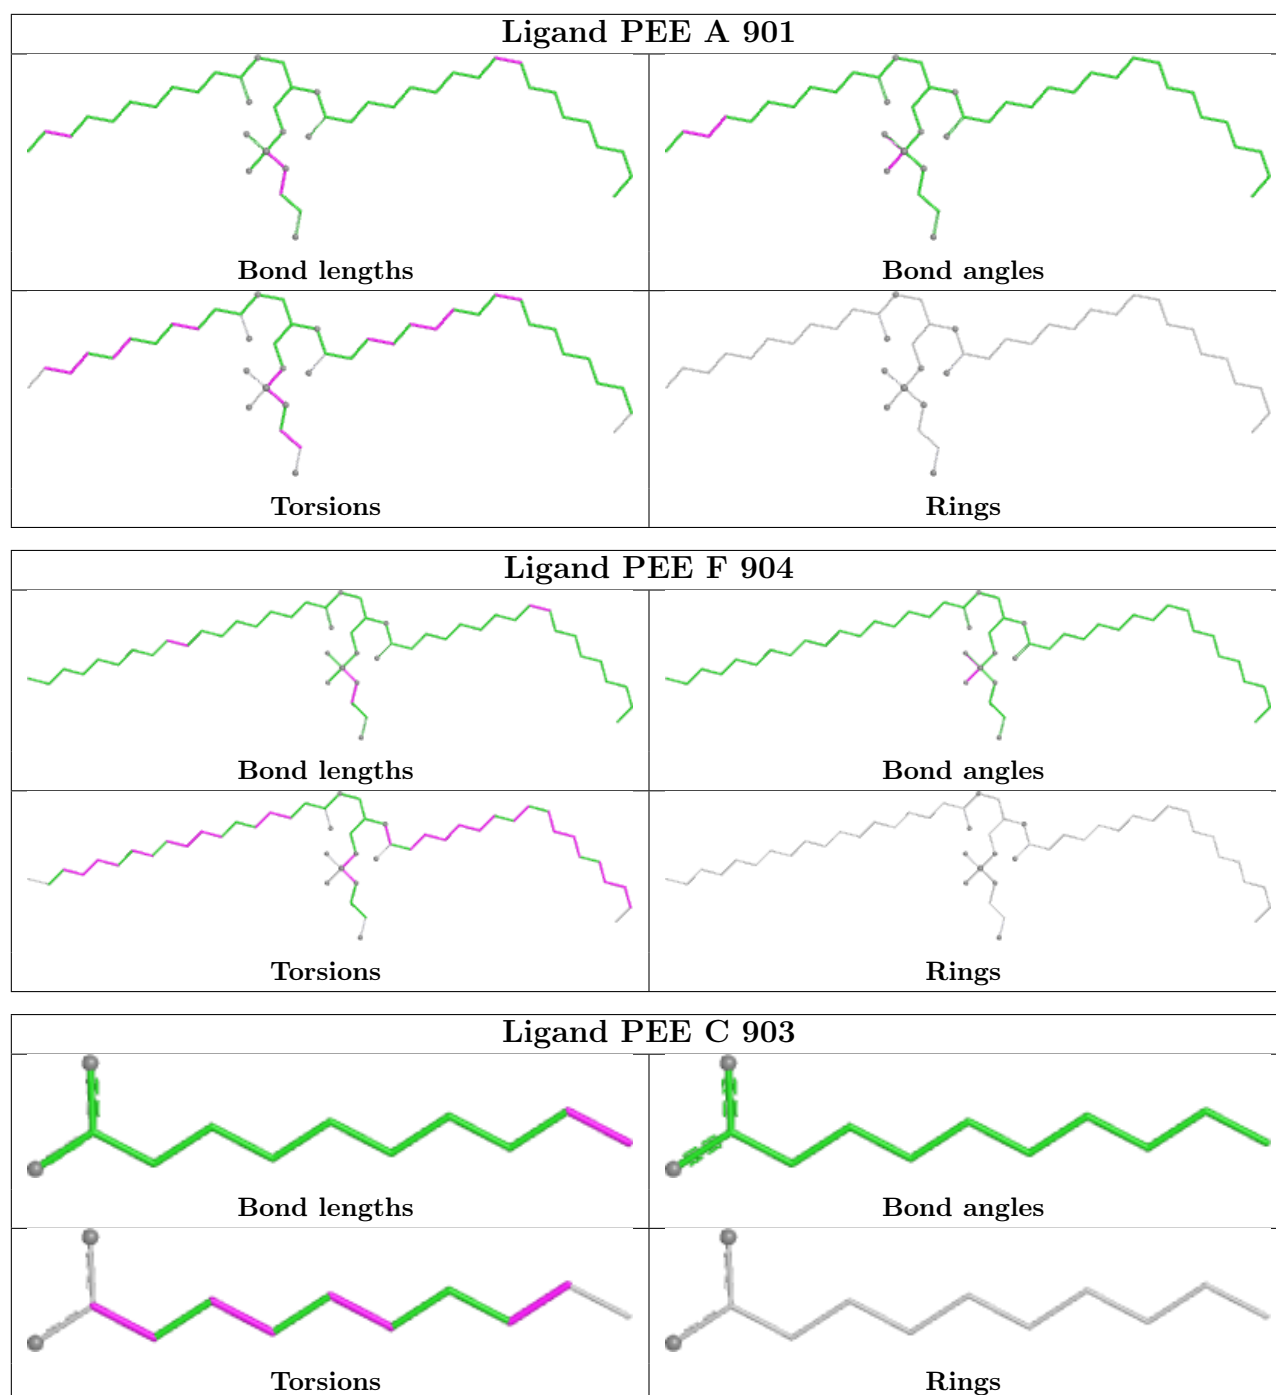 Ligand PEE A 901
Bond lengths
Bond angles
Torsions
Rings
Ligand PEE F 904
Bond lengths
Bond angles
Torsions
Rings
Ligand PEE C 903
Bond lengths
Bond angles
Torsions
Rings